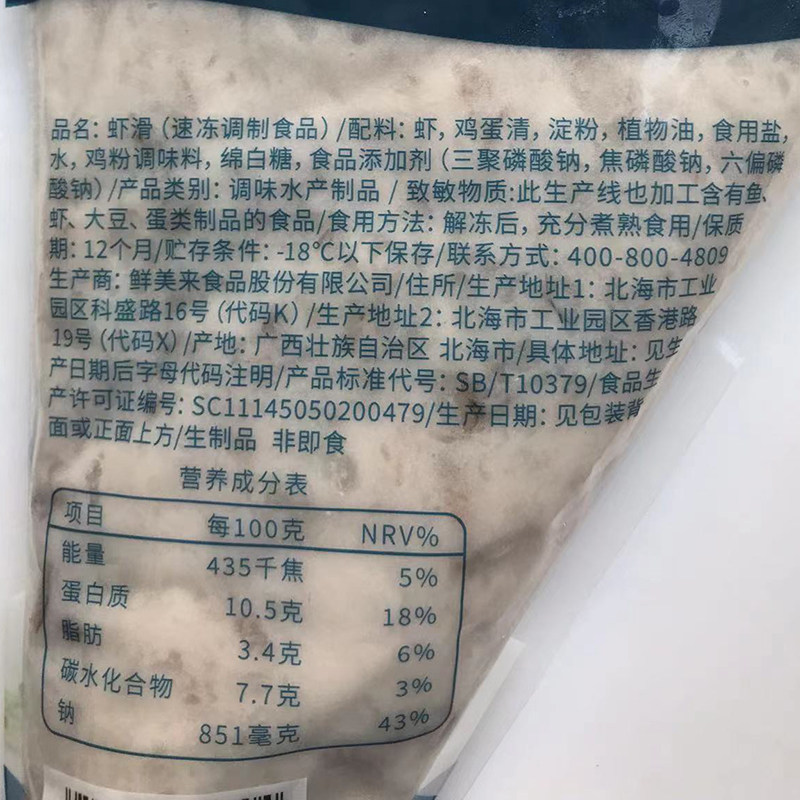 品名：虾滑（速冻调制食品）/配料：虾，鸡蛋清，淀粉，植物油，食用盐，
水，鸡粉调味料，绵白糖，食品添加剂（三聚磷酸钠，焦磷酸钠，六偏磷
酸钠）/产品类别：调味水产制品 / 致敏物质：此生产线也加工含有鱼、
虾、大豆、蛋类制品的食品/食用方法：解冻后，充分煮熟食用/保质
期：12个月/贮存条件：-18℃以下保存/联系方式：400-800-4809
生产商：鲜美来食品股份有限公司/住所/生产地址1：北海市工业
园区科盛路16号（代码K）/生产地址2：北海市工业园区香港路
19号（代码X）/产地：广西壮族自治区 北海市/具体地址：见生
产日期后字母代码注明/产品标准代号：SB/T10379/食品生
产许可证编号：SC11145050200479/生产日期：见包装背
面或正面上方/生制品 非即食
营养成分表
项目 每100克 NRV%
能量 435千焦 5%
蛋白质 10.5克 18%
脂肪 3.4克 6%
碳水化合物 7.7克 3%
钠 851毫克 43%